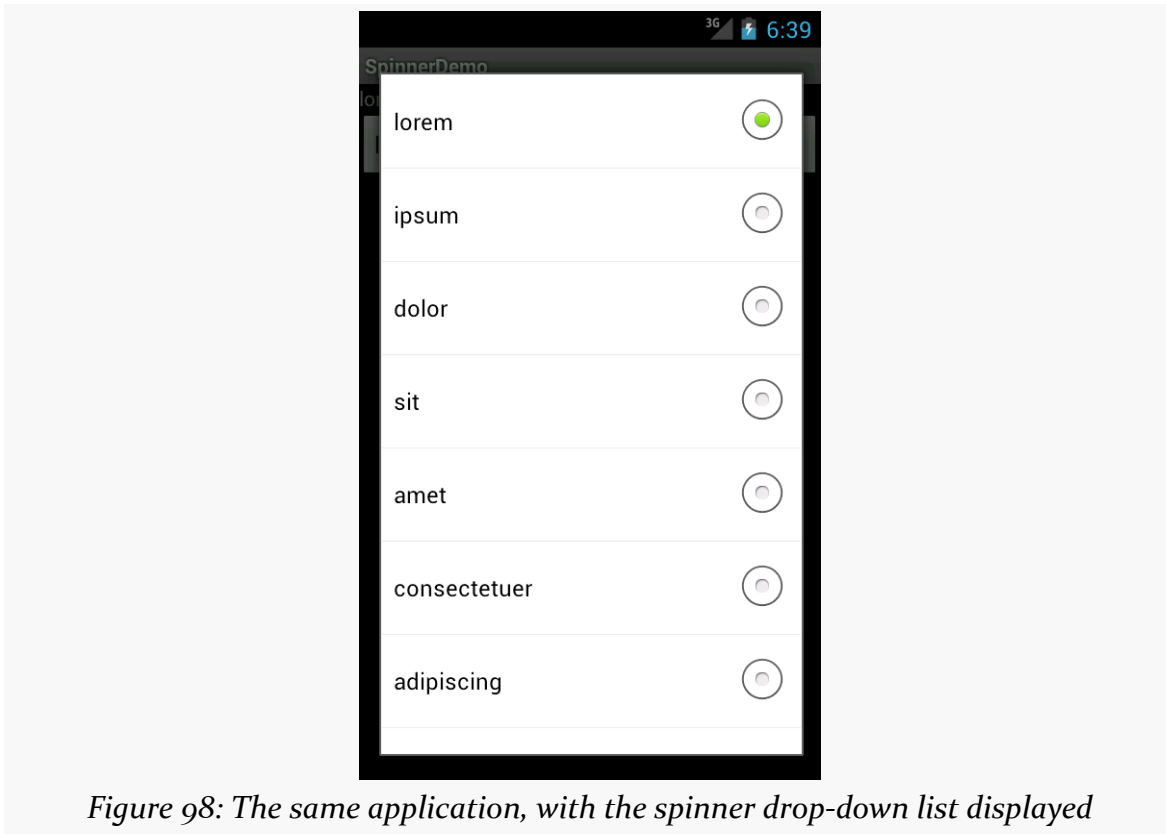 3G 6:39
SpinnerDemo
lor
lorem
ipsum
dolor
sit
amet
consectetuer
adipiscing
Figure 98: The same application, with the spinner drop-down list displayed